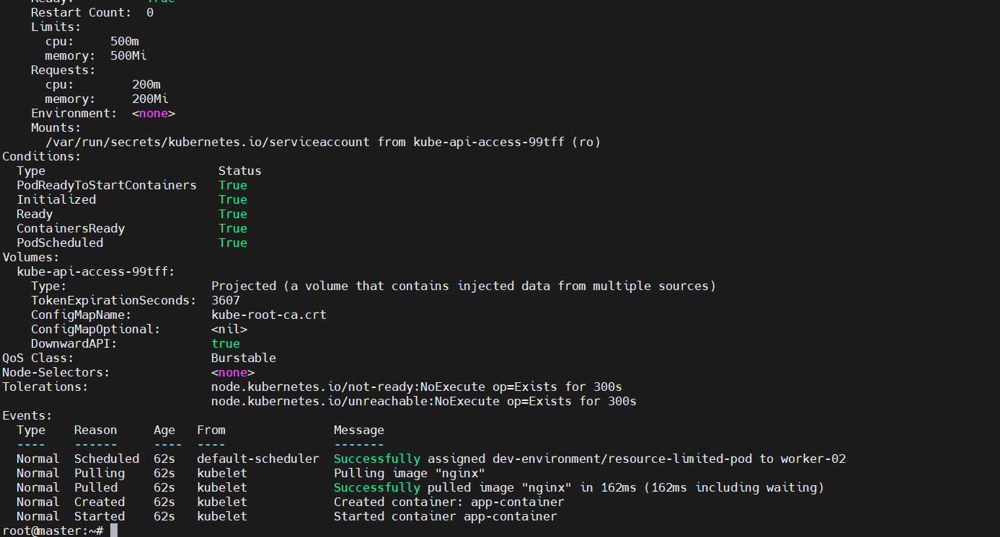 Ready:          True
    Restart Count:  0
    Limits:
      cpu:     500m
      memory:  500Mi
    Requests:
      cpu:        200m
      memory:     200Mi
    Environment:  <none>
    Mounts:
      /var/run/secrets/kubernetes.io/serviceaccount from kube-api-access-99tff (ro)
Conditions:
  Type                        Status
  PodReadyToStartContainers   True
  Initialized                 True
  Ready                       True
  ContainersReady             True
  PodScheduled                True
Volumes:
  kube-api-access-99tff:
    Type:                    Projected (a volume that contains injected data from multiple sources)
    TokenExpirationSeconds:  3607
    ConfigMapName:           kube-root-ca.crt
    ConfigMapOptional:       <nil>
    DownwardAPI:             true
QoS Class:                   Burstable
Node-Selectors:              <none>
Tolerations:                 node.kubernetes.io/not-ready:NoExecute op=Exists for 300s
                             node.kubernetes.io/unreachable:NoExecute op=Exists for 300s
Events:
  Type    Reason     Age   From               Message
  ----    ------     ----  ----               -------
  Normal  Scheduled  62s   default-scheduler  Successfully assigned dev-environment/resource-limited-pod to worker-02
  Normal  Pulling    62s   kubelet            Pulling image "nginx"
  Normal  Pulled     62s   kubelet            Successfully pulled image "nginx" in 162ms (162ms including waiting)
  Normal  Created    62s   kubelet            Created container: app-container
  Normal  Started    62s   kubelet            Started container app-container
root@master:~#